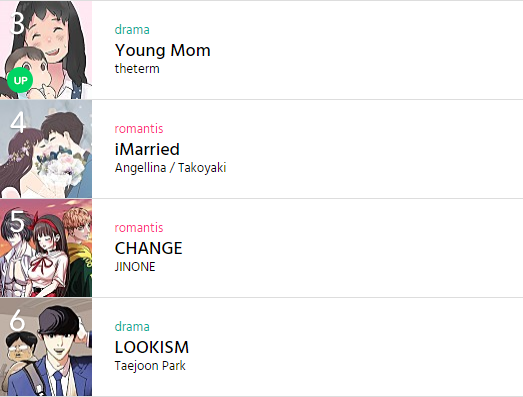 3
drama
Young Mom
theterm
UP
4
romantis
iMarried
Angellina / Takoyaki
5
romantis
CHANGE
JINONE
6
drama
LOOKISM
Taejoon Park